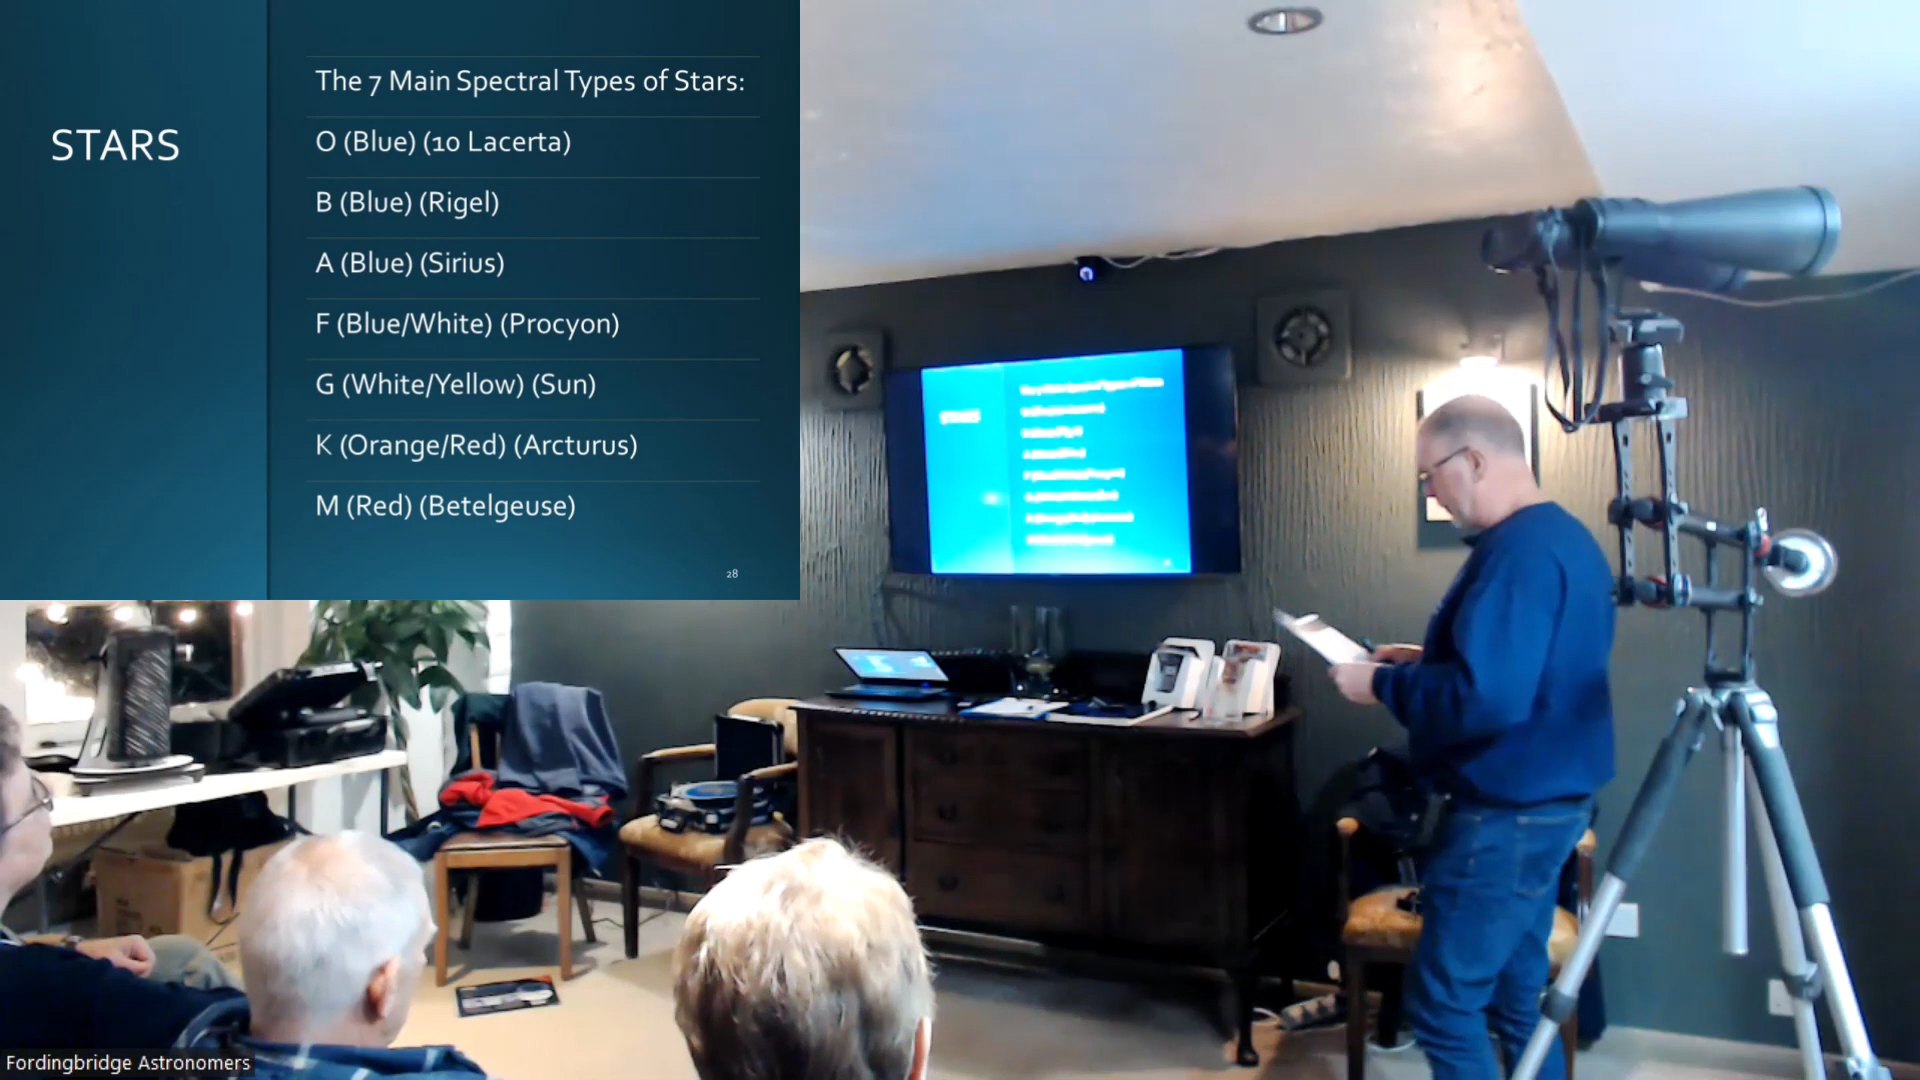 STARS
The 7 Main Spectral Types of Stars:
O (Blue) (10 Lacerta)
B (Blue) (Rigel)
A (Blue) (Sirius)
F (Blue/White) (Procyon)
G (White/Yellow) (Sun)
K (Orange/Red) (Arcturus)
M (Red) (Betelgeuse)
28
STARS
Fordingbridge Astronomers